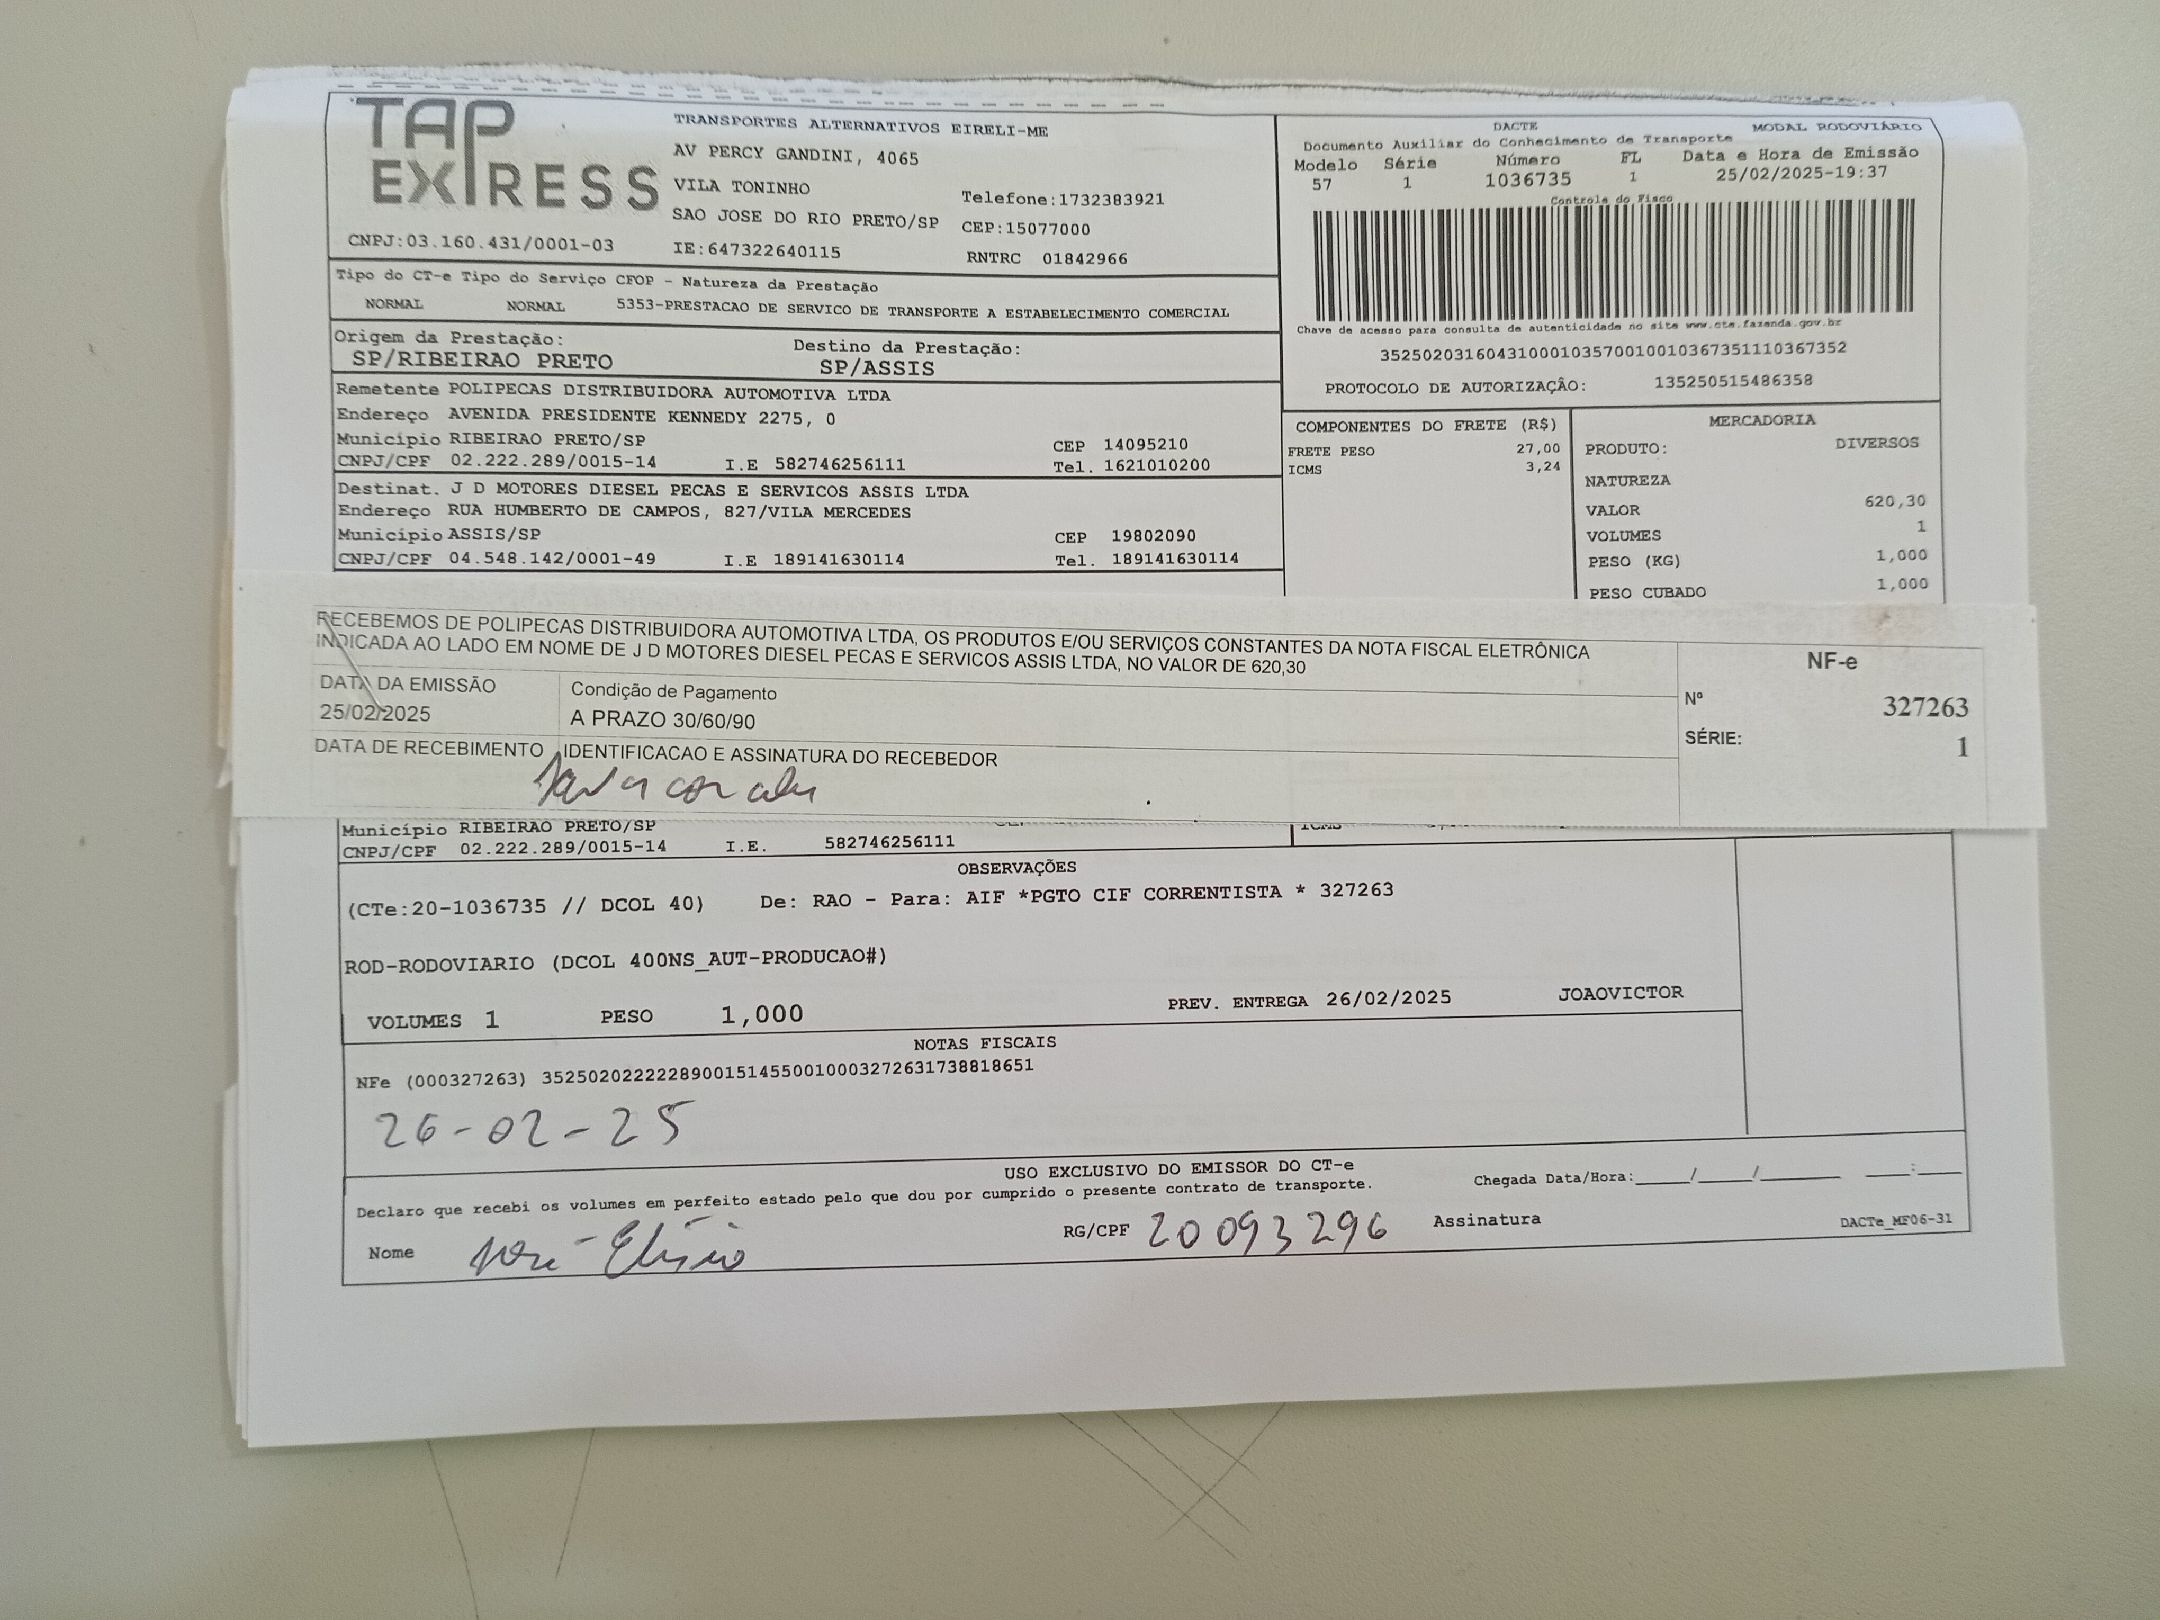 TAP EXPRESS
TRANSPORTES ALTERNATIVOS EIRELI-ME
AV PERCY GANDINI, 4065
VILA TONINHO
Telefone:1732383921
SAO JOSE DO RIO PRETO/SP CEP:15077000
CNPJ:03.160.431/0001-03 IE:647322640115 RNTRC 01842966
DACTE MODAL RODOVIÁRIO
Documento Auxiliar do Conhecimento de Transporte
Modelo Série Número FL Data e Hora de Emissão
57 1 1036735 1 25/02/2025-19:37
Controle do Fisco
Chave de acesso para consulta de autenticidade no site www.cte.fazenda.gov.br
35250203160431000103570010010367351110367352
PROTOCOLO DE AUTORIZAÇÃO: 135250515486358
Tipo do CT-e Tipo do Serviço CFOP - Natureza da Prestação
NORMAL NORMAL 5353-PRESTACAO DE SERVICO DE TRANSPORTE A ESTABELECIMENTO COMERCIAL
Origem da Prestação: Destino da Prestação:
SP/RIBEIRAO PRETO SP/ASSIS
Remetente POLIPECAS DISTRIBUIDORA AUTOMOTIVA LTDA
Endereço AVENIDA PRESIDENTE KENNEDY 2275, 0
Município RIBEIRAO PRETO/SP CEP 14095210
CNPJ/CPF 02.222.289/0015-14 I.E 582746256111 Tel. 1621010200
Destinat. J D MOTORES DIESEL PECAS E SERVICOS ASSIS LTDA
Endereço RUA HUMBERTO DE CAMPOS, 827/VILA MERCEDES
Município ASSIS/SP CEP 19802090
CNPJ/CPF 04.548.142/0001-49 I.E 189141630114 Tel. 189141630114
COMPONENTES DO FRETE (R$)
FRETE PESO 27,00
ICMS 3,24
MERCADORIA
PRODUTO: DIVERSOS
NATUREZA
VALOR 620,30
VOLUMES 1
PESO (KG) 1,000
PESO CUBADO 1,000
RECEBEMOS DE POLIPECAS DISTRIBUIDORA AUTOMOTIVA LTDA, OS PRODUTOS E/OU SERVIÇOS CONSTANTES DA NOTA FISCAL ELETRÔNICA
INDICADA AO LADO EM NOME DE J D MOTORES DIESEL PECAS E SERVICOS ASSIS LTDA, NO VALOR DE 620,30
DATA DA EMISSÃO Condição de Pagamento
25/02/2025 A PRAZO 30/60/90
DATA DE RECEBIMENTO IDENTIFICACAO E ASSINATURA DO RECEBEDOR
NF-e
Nº 327263
SÉRIE: 1
Município RIBEIRAO PRETO/SP
CNPJ/CPF 02.222.289/0015-14 I.E. 582746256111
OBSERVAÇÕES
(CTe:20-1036735 // DCOL 40) De: RAO - Para: AIF *PGTO CIF CORRENTISTA * 327263
ROD-RODOVIARIO (DCOL 400NS_AUT-PRODUCAO#)
VOLUMES 1 PESO 1,000 PREV. ENTREGA 26/02/2025 JOAOVICTOR
NOTAS FISCAIS
NFe (000327263) 35250202222289001514550010003272631738818651
26-02-25
USO EXCLUSIVO DO EMISSOR DO CT-e
Declaro que recebi os volumes em perfeito estado pelo que dou por cumprido o presente contrato de transporte.
Chegada Data/Hora:____/____/______ ____:____
Nome RG/CPF 20093296 Assinatura DACTe_MF06-31